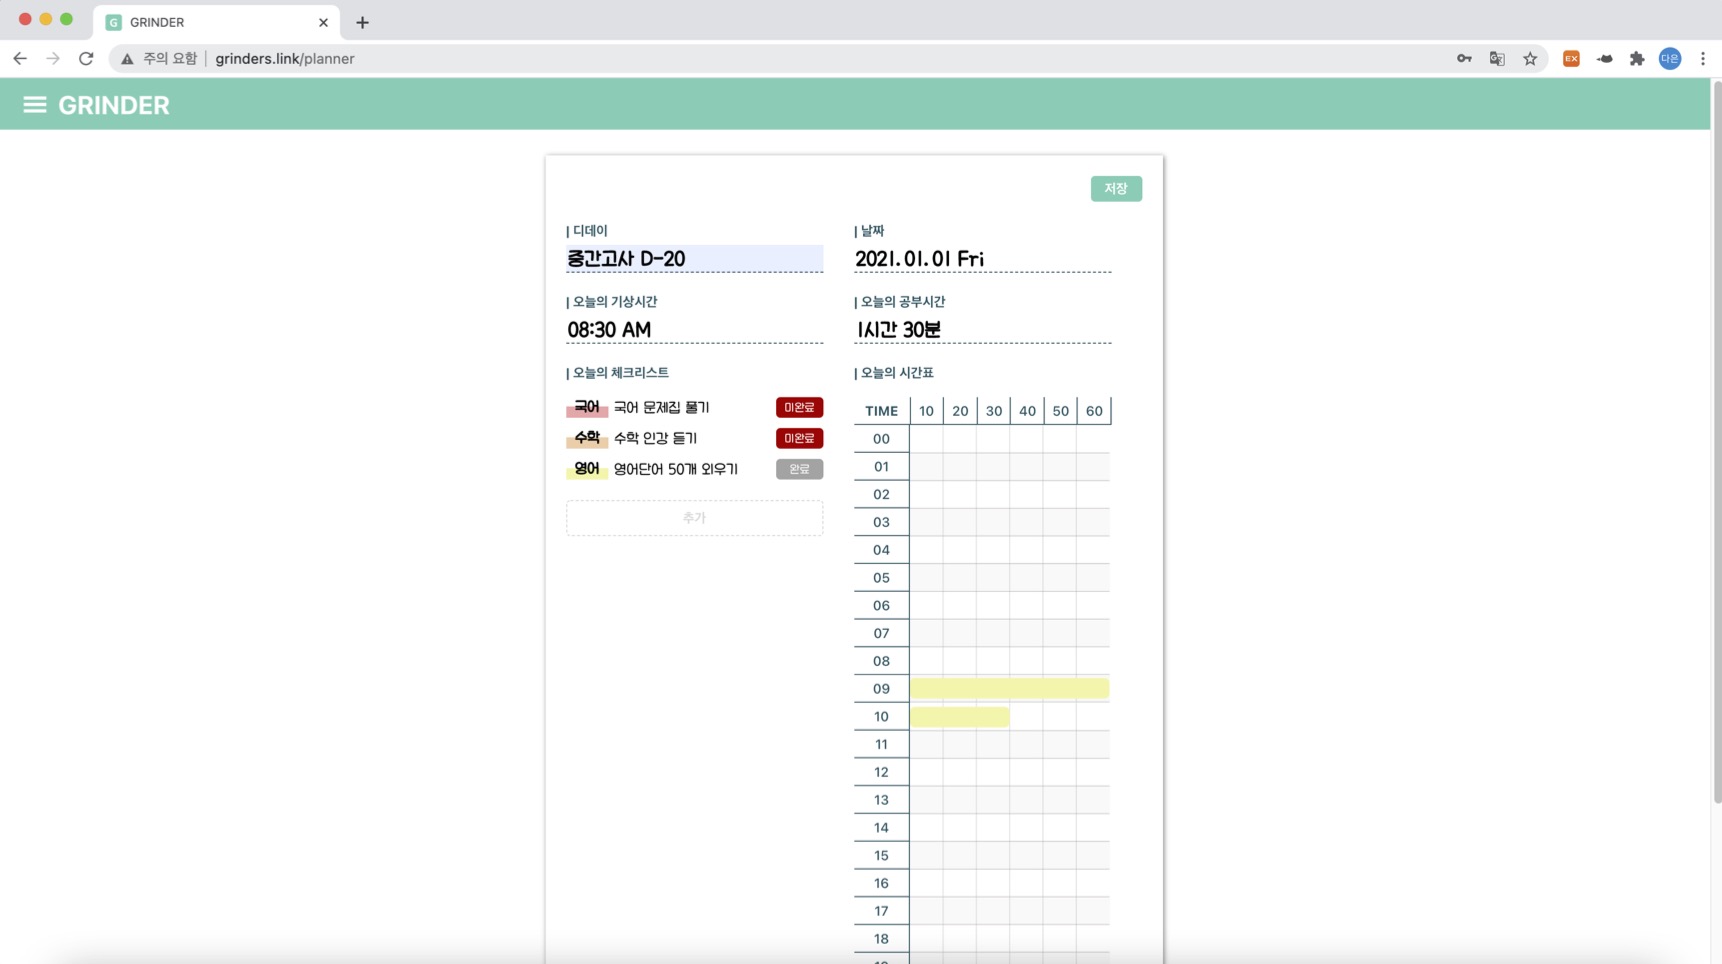 G GRINDER
주의 요함 | grinders.link/planner
EX
다은
GRINDER
저장
| 디데이
중간고사 D-20
| 날짜
2021.01.01 Fri
| 오늘의 기상시간
08:30 AM
| 오늘의 공부시간
1시간 30분
| 오늘의 체크리스트
국어 국어 문제집 풀기 미완료
수학 수학 인강 듣기 미완료
영어 영어단어 50개 외우기 완료
추가
| 오늘의 시간표
TIME 10 20 30 40 50 60
00
01
02
03
04
05
06
07
08
09
10
11
12
13
14
15
16
17
18